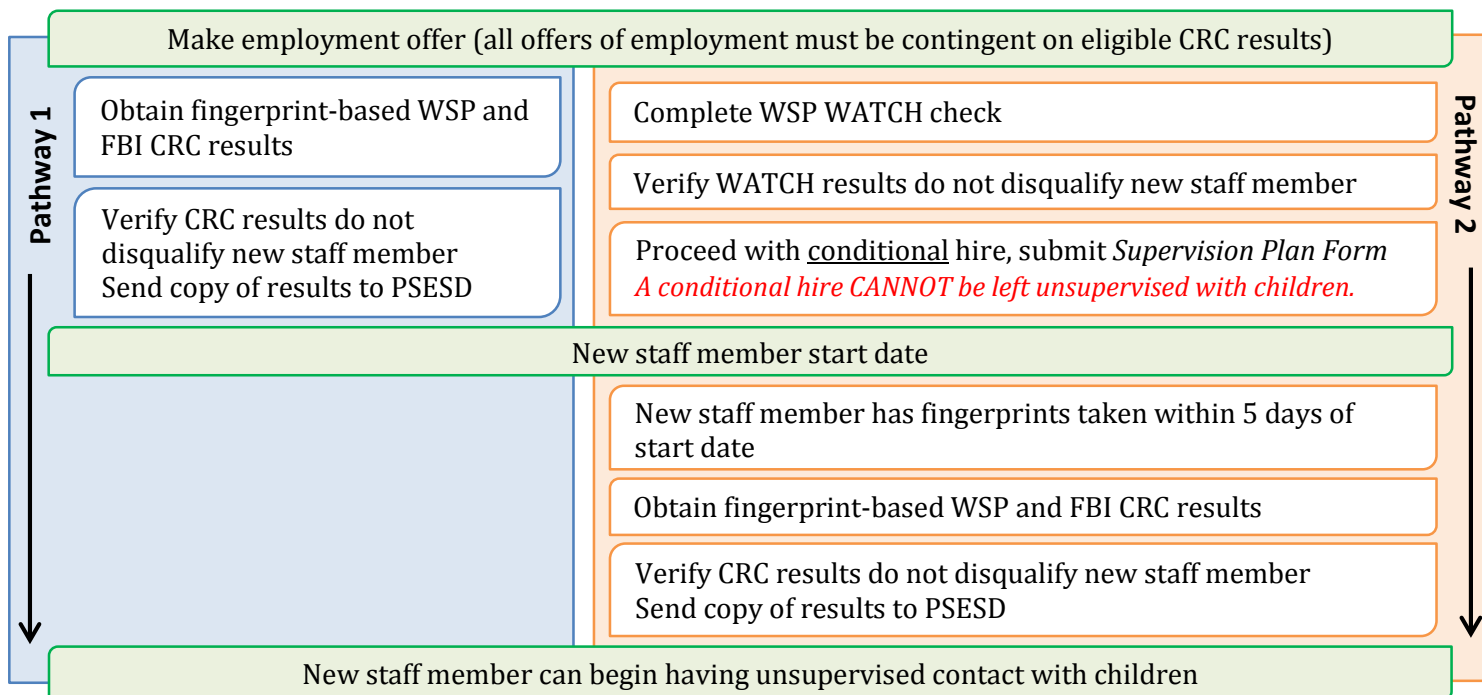 Make employment offer (all offers of employment must be contingent on eligible CRC results)
Pathway 1
Obtain fingerprint-based WSP and
FBI CRC results
Verify CRC results do not
disqualify new staff member
Send copy of results to PSESD
Pathway 2
Complete WSP WATCH check
Verify WATCH results do not disqualify new staff member
Proceed with conditional hire, submit Supervision Plan Form
A conditional hire CANNOT be left unsupervised with children.
New staff member start date
New staff member has fingerprints taken within 5 days of
start date
Obtain fingerprint-based WSP and FBI CRC results
Verify CRC results do not disqualify new staff member
Send copy of results to PSESD
New staff member can begin having unsupervised contact with children